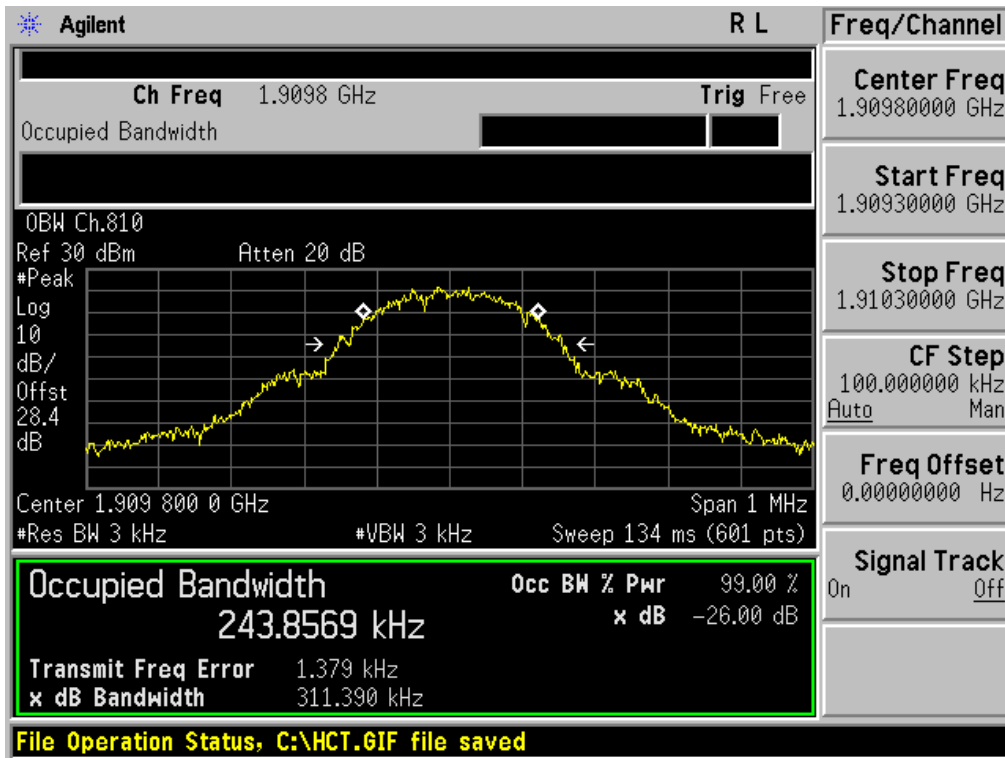 Agilent R L
Ch Freq 1.9098 GHz Trig Free
Occupied Bandwidth
OBW Ch.810
Ref 30 dBm Atten 20 dB
#Peak
Log
10
dB/
Offst
28.4
dB
Center 1.909 800 0 GHz Span 1 MHz
#Res BW 3 kHz #VBW 3 kHz Sweep 134 ms (601 pts)
Occupied Bandwidth Occ BW % Pwr 99.00 %
243.8569 kHz x dB -26.00 dB
Transmit Freq Error 1.379 kHz
x dB Bandwidth 311.390 kHz
File Operation Status, C:\HCT.GIF file saved
Freq/Channel
Center Freq
1.90980000 GHz
Start Freq
1.90930000 GHz
Stop Freq
1.91030000 GHz
CF Step
100.000000 kHz
Auto Man
Freq Offset
0.00000000 Hz
Signal Track
On Off